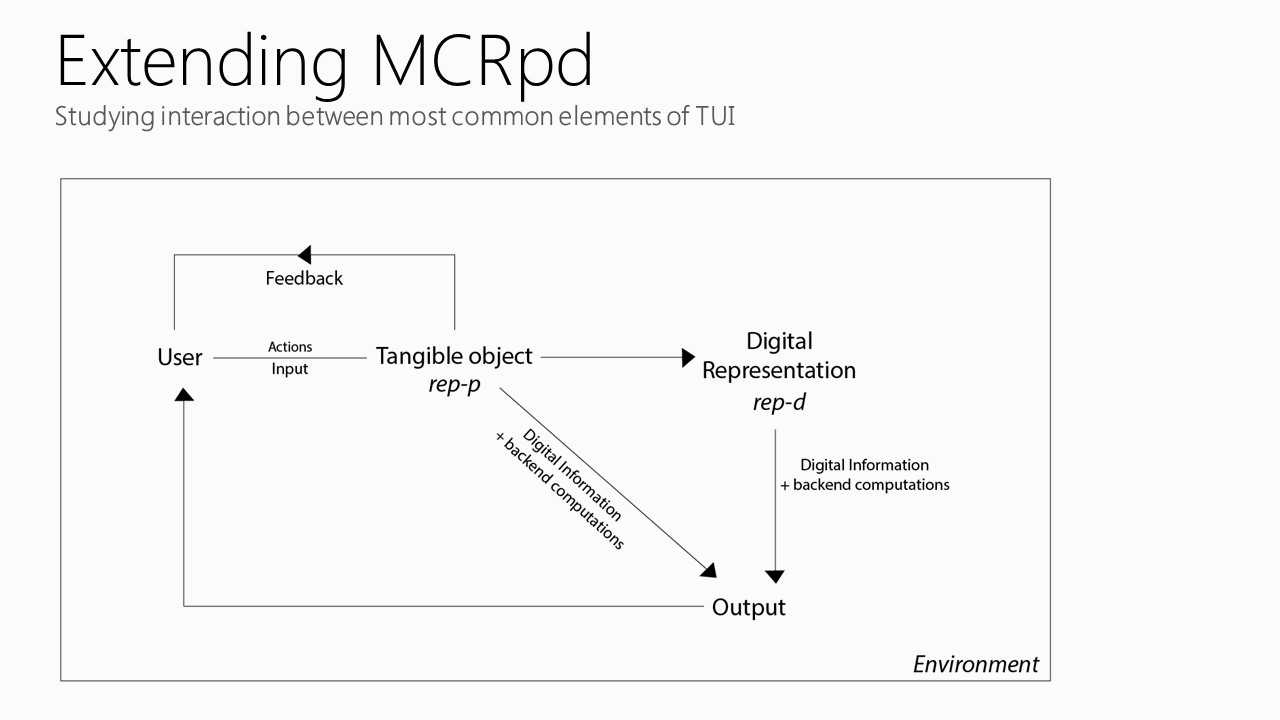 Extending MCRpd
Studying interaction between most common elements of TUI
Feedback
User
Actions
Input
Tangible object
rep-p
Digital
Representation
rep-d
Digital Information
+ backend computations
Digital Information
+ backend computations
Output
Environment